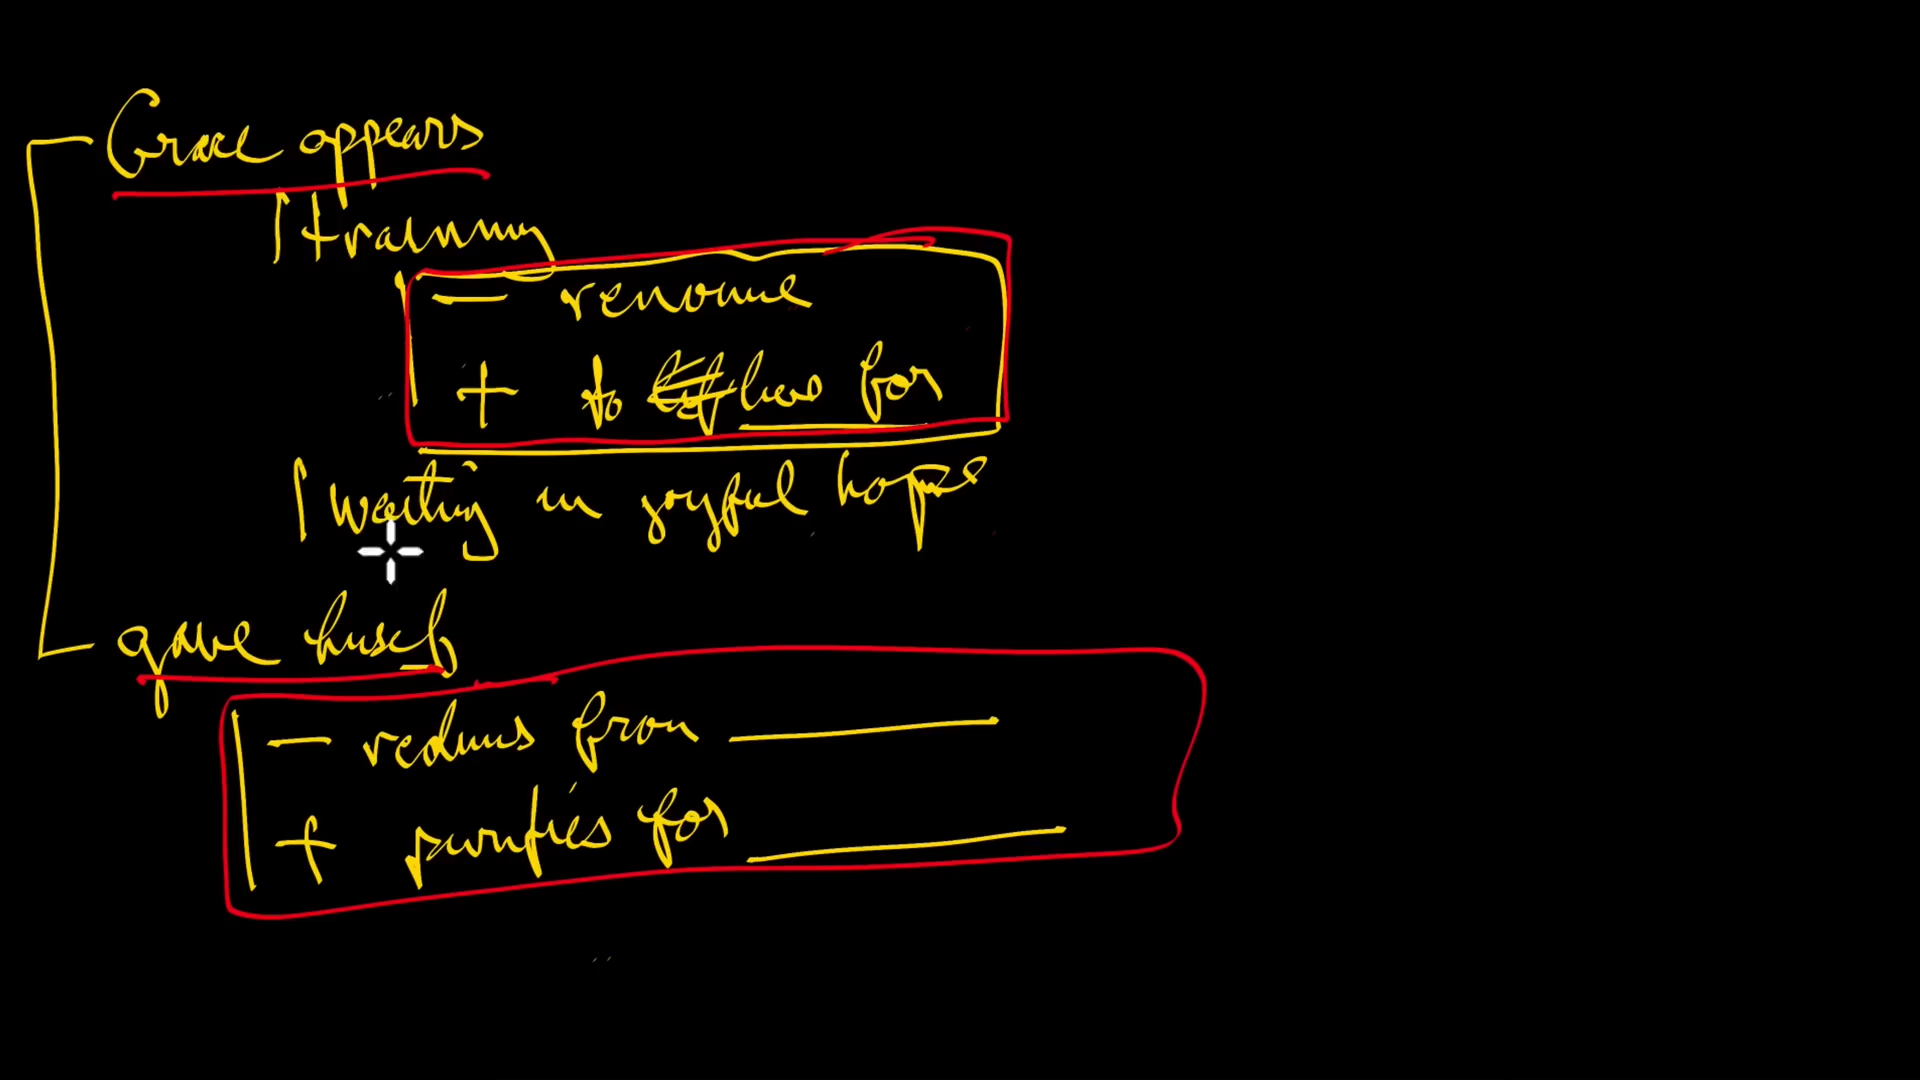 Grace appears
training
- renounce
+ to live for
waiting in joyful hope
gave himself
- redeems from
+ purifies for